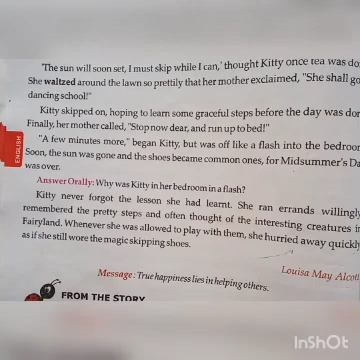 'The sun will soon set, I must skip while I can,' thought Kitty once tea was
She waltzed around the lawn so prettily that her mother exclaimed, "She shall go
dancing school!"
Kitty skipped on, hoping to learn some graceful steps before the day was
Finally, her mother called, "Stop now dear, and run up to bed!"
"A few minutes more," began Kitty, but was off like a flash into the
Soon, the sun was gone and the shoes became common ones, for Midsummer's
was over.
Answer Orally: Why was Kitty in her bedroom in a flash?
Kitty never forgot the lesson she had learnt. She ran errands willingly
remembered the pretty steps and often thought of the interesting creatures
Fairyland. Whenever she was allowed to play with them, she hurried away quickly
as if she still wore the magic skipping shoes.
Louisa May
Message: True happiness lies in helping others.
FROM THE STORY
ENGLISH
InShOt